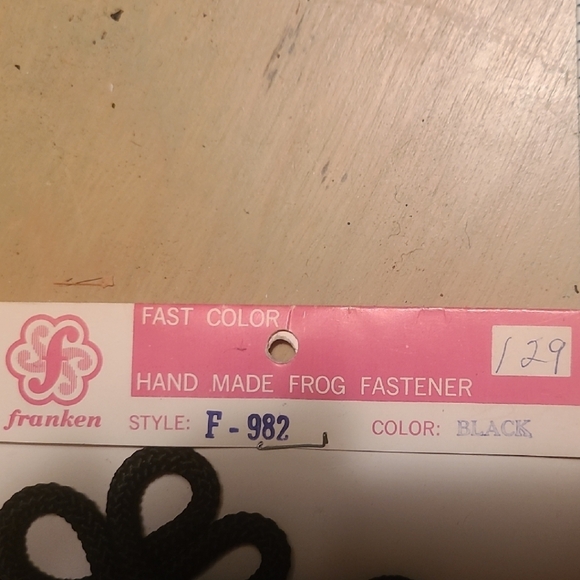 FAST COLOR
f
129
HAND MADE FROG FASTENER
franken
STYLE: F-982 COLOR: BLACK